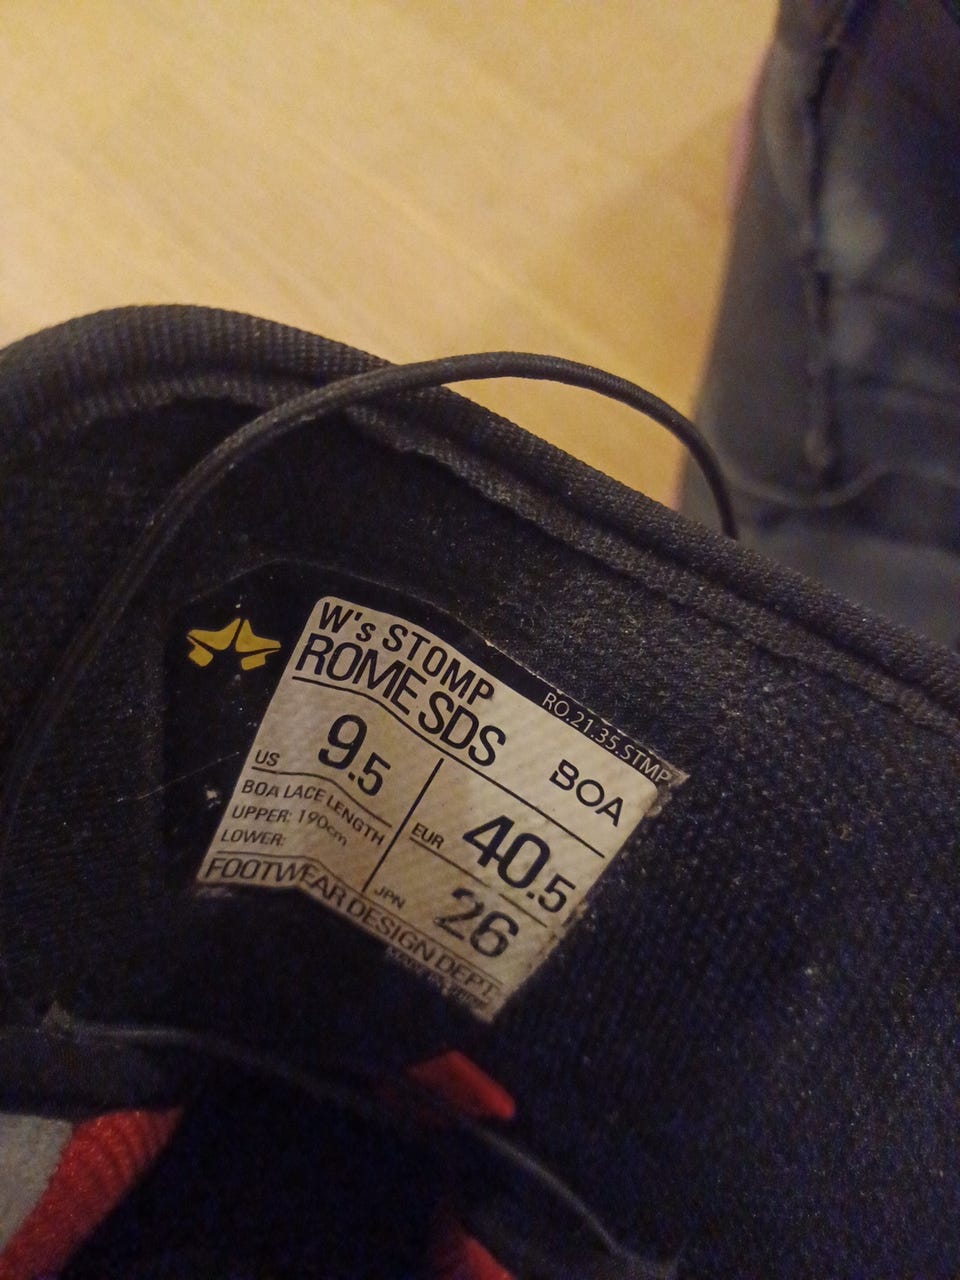 W's STOMP
RO.21.35.STMP
ROME SDS BOA
US 9.5
EUR 40.5
BOA LACE LENGTH
UPPER: 190cm
LOWER:
JPN 26
FOOTWEAR DESIGN DEPT.